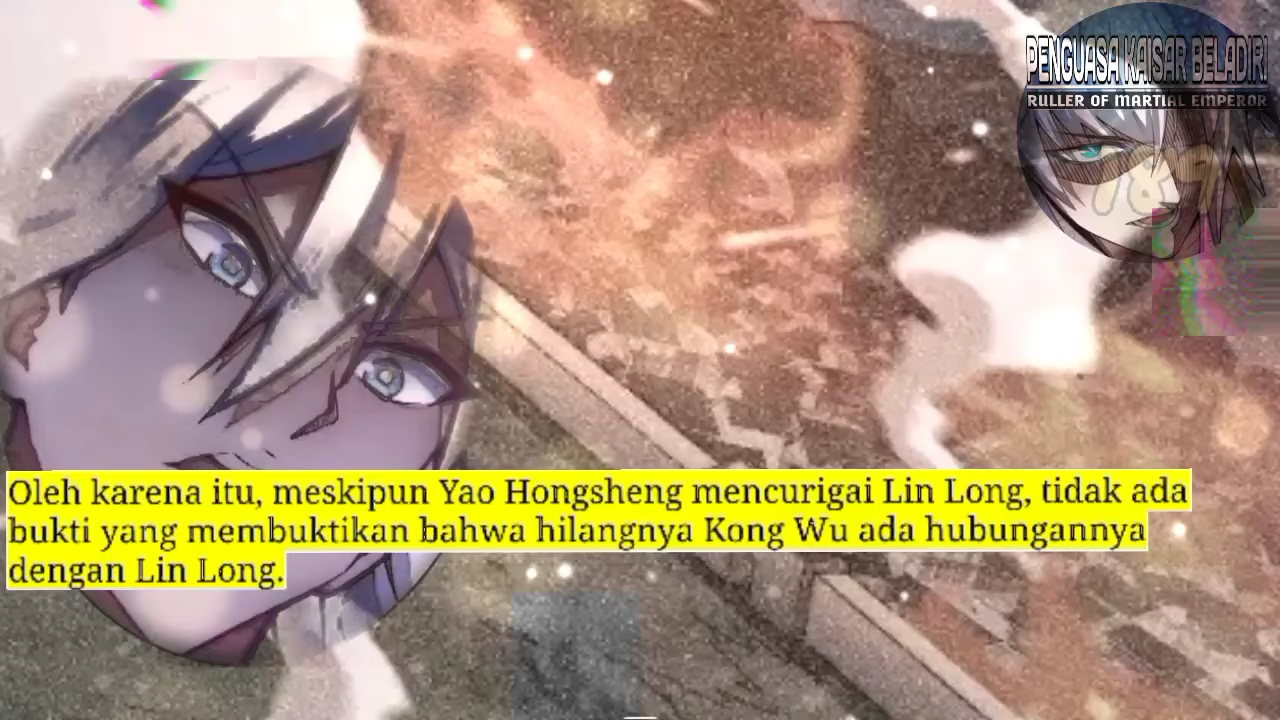 PENGUASA KAISAR BELADIRI
RULLER OF MARTIAL EMPEROR
Oleh karena itu, meskipun Yao Hongsheng mencurigai Lin Long, tidak ada
bukti yang membuktikan bahwa hilangnya Kong Wu ada hubungannya
dengan Lin Long.